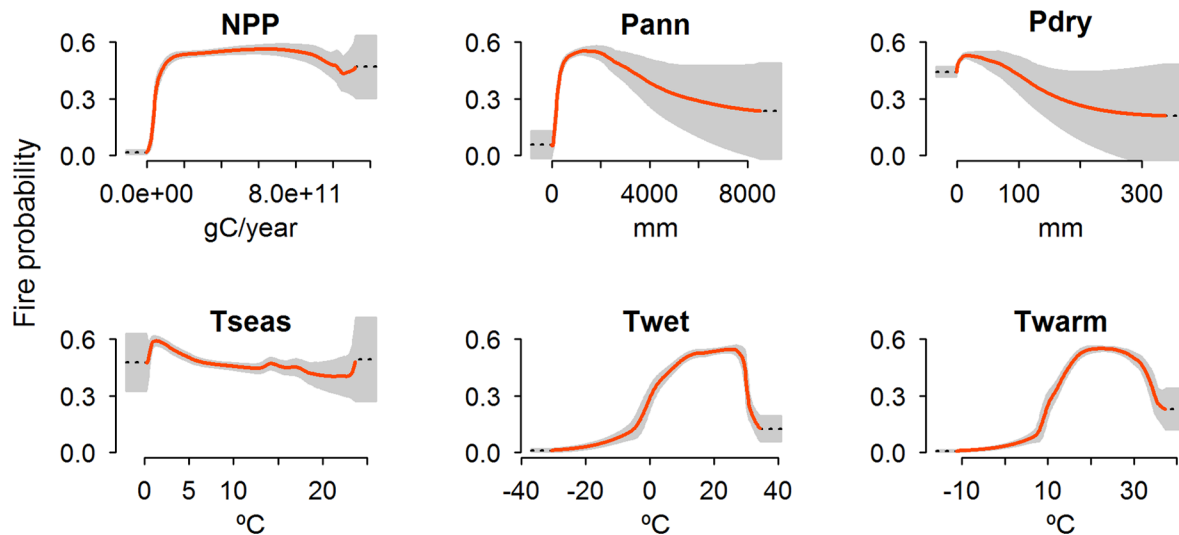 NPP
Pann
Pdry
0.6
0.3
0.0
0.6
0.3
0.0
0.6
0.3
0.0
0.0e+00 8.0e+11
0 4000 8000
0 100 300
gC/year
mm
mm
Fire probability
Tseas
Twet
Twarm
0.6
0.3
0.0
0.6
0.3
0.0
0.6
0.3
0.0
0 5 10 20
-40 -20 0 20 40
-10 10 30
ºC
ºC
ºC